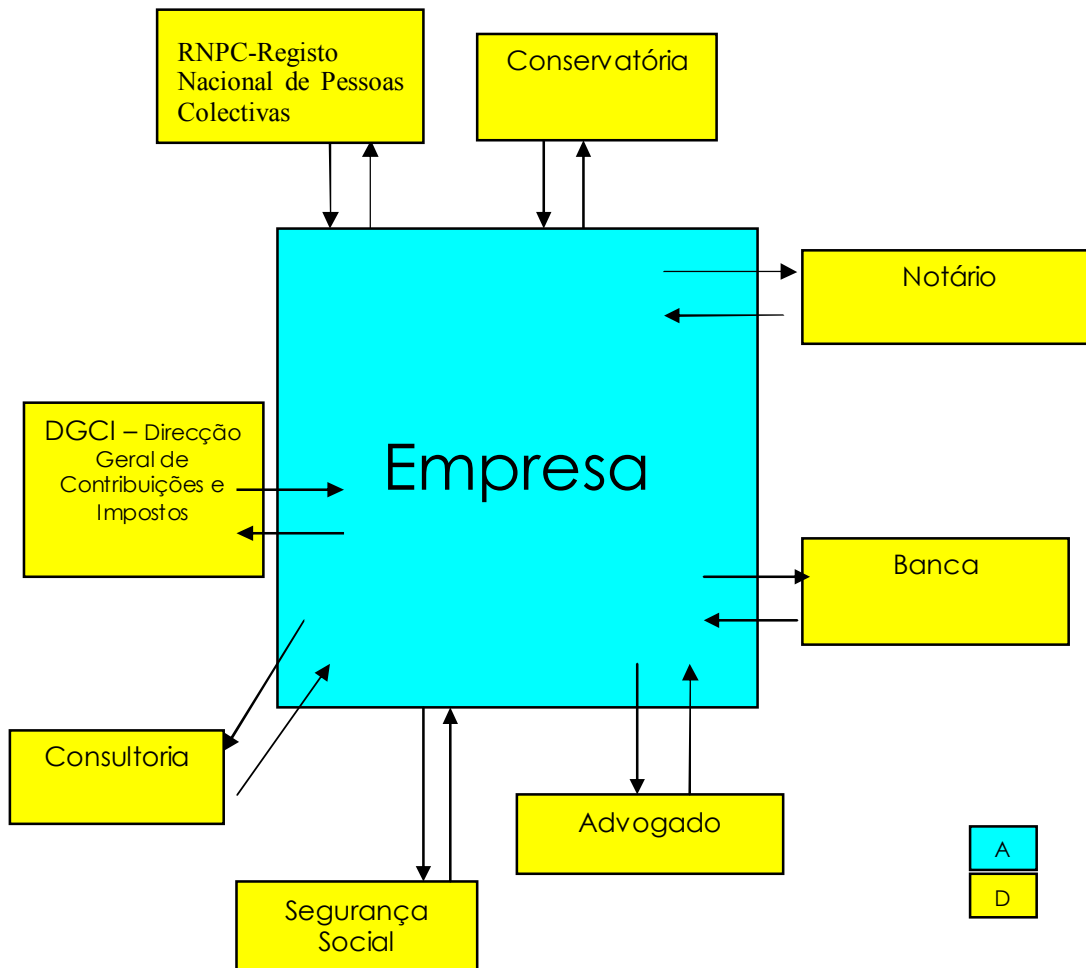 RNPC-Registo
Nacional de Pessoas
Colectivas
Conservatória
Notário
DGCI – Direcção
Geral de
Contribuições e
Impostos
Empresa
Banca
Consultoria
Advogado
A
D
Segurança
Social